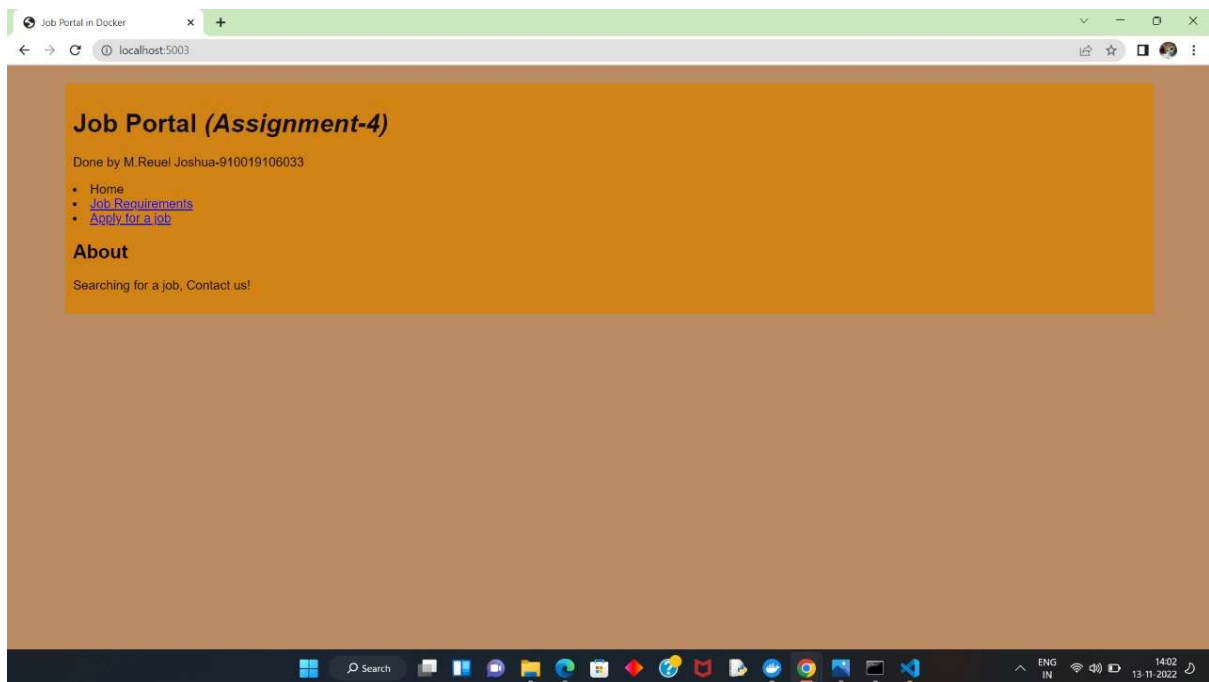 Job Portal in Docker
localhost:5003
Job Portal (Assignment-4)
Done by M.Reuel Joshua-910019106033
Home
Job Requirements
Apply for a job
About
Searching for a job, Contact us!
Search
ENG
IN
14:02
13-11-2022